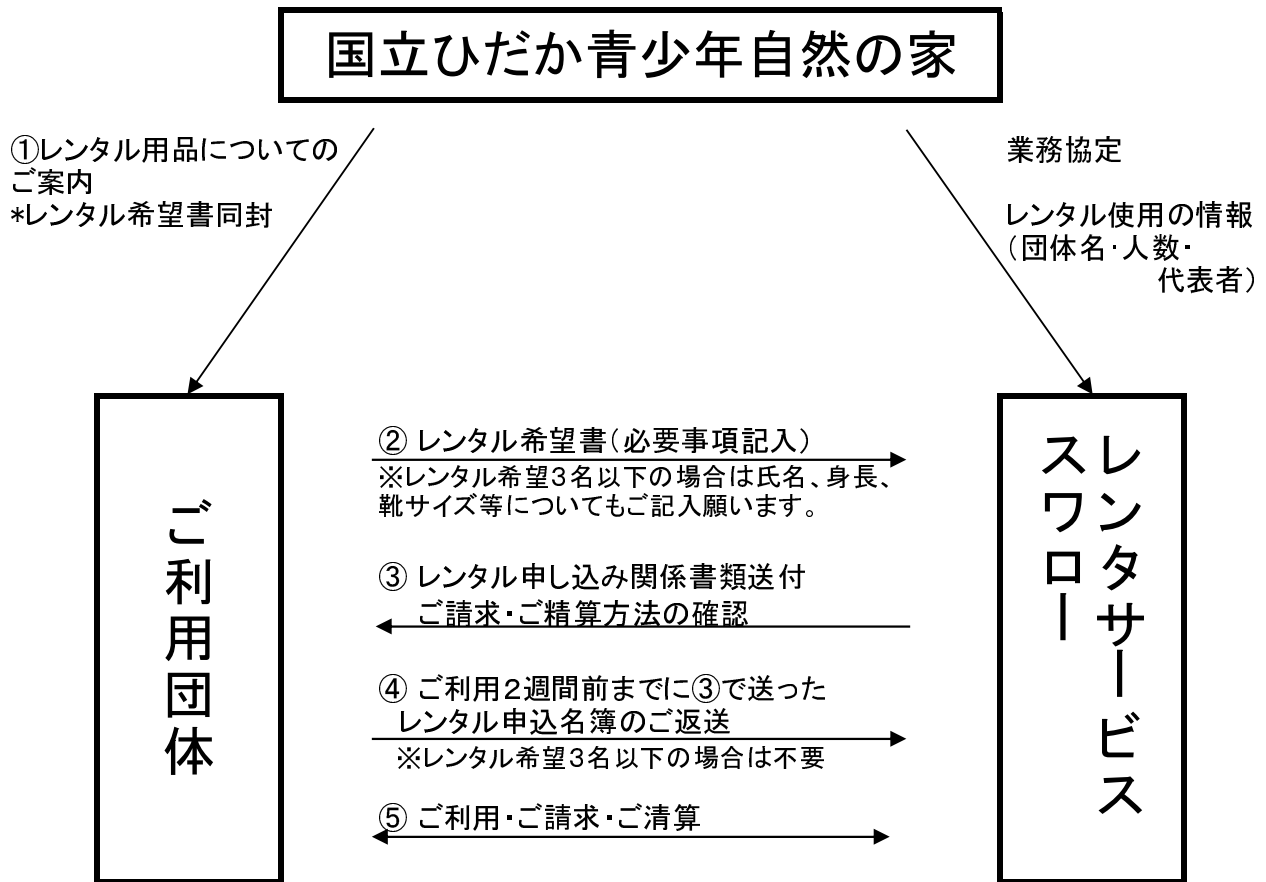 国立ひだか青少年自然の家
①レンタル用品についての
ご案内
*レンタル希望書同封
業務協定
レンタル使用の情報
（団体名・人数・
代表者）
ご利用団体
② レンタル希望書（必要事項記入）
※レンタル希望３名以下の場合は氏名、身長、
靴サイズ等についてもご記入願います。
③ レンタル申し込み関係書類送付
ご請求・ご精算方法の確認
④ ご利用２週間前までに③で送った
レンタル申込名簿のご返送
※レンタル希望３名以下の場合は不要
⑤ ご利用・ご請求・ご清算
レンタサービス
スワロー